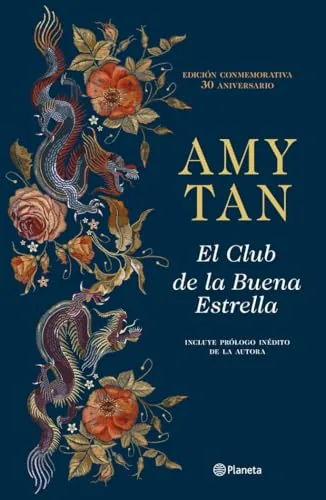 EDICIÓN CONMEMORATIVA
30 ANIVERSARIO
AMY
TAN
El Club
de la Buena
Estrella
INCLUYE PRÓLOGO INÉDITO
DE LA AUTORA
Planeta